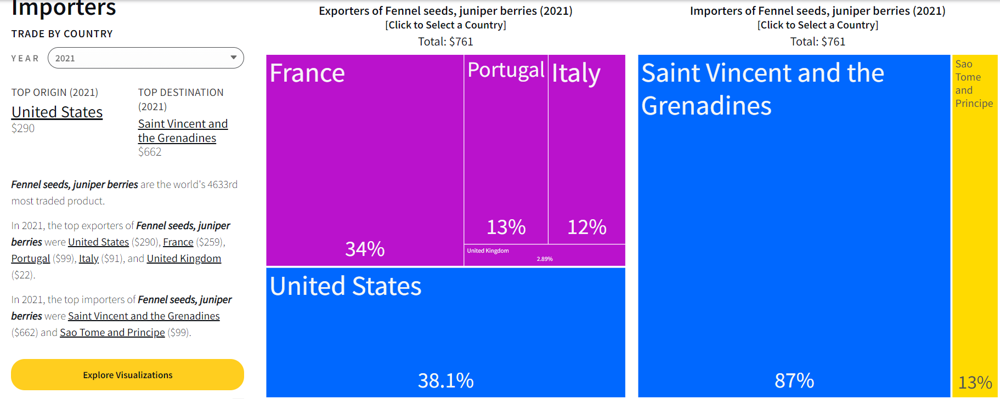 Importers
TRADE BY COUNTRY
YEAR 2021
TOP ORIGIN (2021)
United States
$290
TOP DESTINATION
(2021)
Saint Vincent and
the Grenadines
$662
Fennel seeds, juniper berries are the world's 4633rd
most traded product.
In 2021, the top exporters of Fennel seeds, juniper
berries were United States ($290), France ($259),
Portugal ($99), Italy ($91), and United Kingdom
($22).
In 2021, the top importers of Fennel seeds, juniper
berries were Saint Vincent and the Grenadines
($662) and Sao Tome and Principe ($99).
Explore Visualizations
Exporters of Fennel seeds, juniper berries (2021)
[Click to Select a Country]
Total: $761
France
34%
Portugal
13%
Italy
12%
United Kingdom
2.89%
United States
38.1%
Importers of Fennel seeds, juniper berries (2021)
[Click to Select a Country]
Total: $761
Saint Vincent and the
Grenadines
87%
Sao
Tome
and
Principe
13%